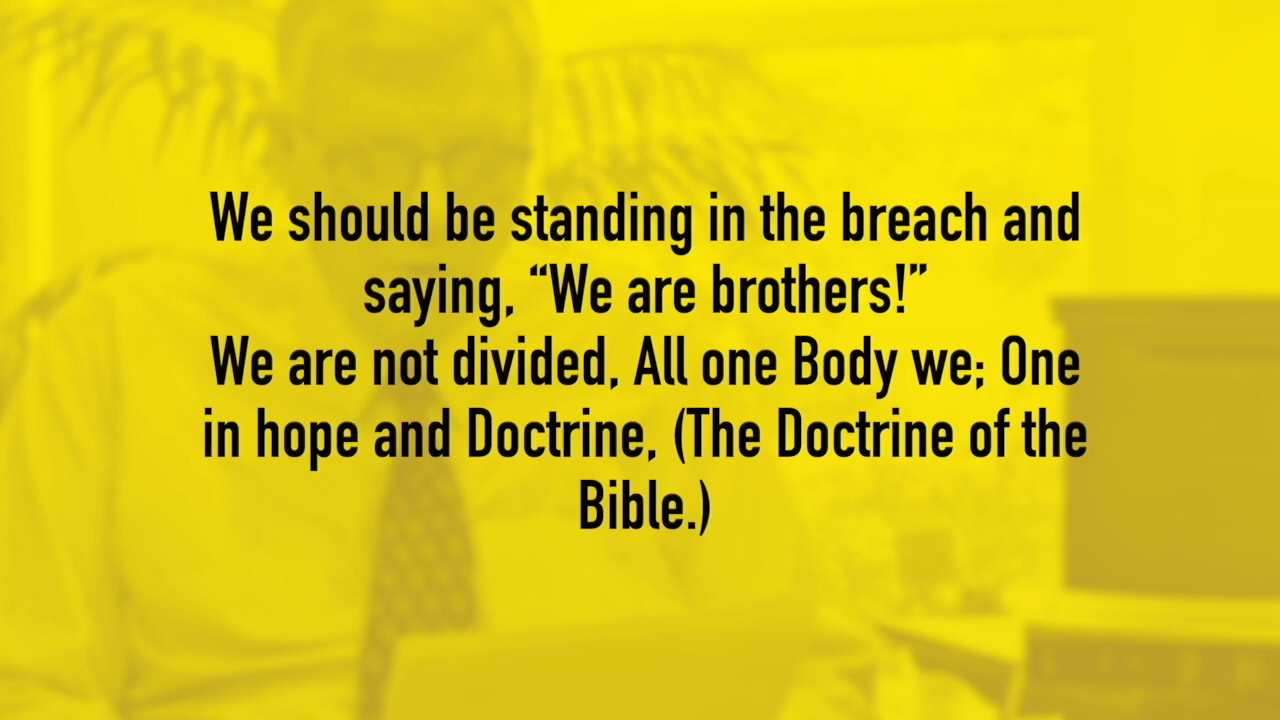 We should be standing in the breach and
saying, “We are brothers!”
We are not divided, All one Body we; One
in hope and Doctrine, (The Doctrine of the
Bible.)